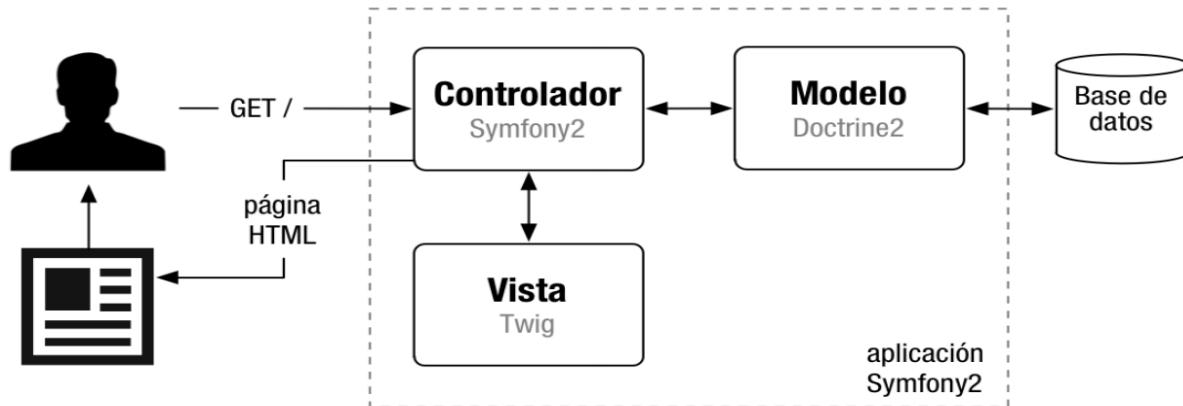 GET /
Controlador
Symfony2
Modelo
Doctrine2
Base de
datos
página
HTML
Vista
Twig
aplicación
Symfony2